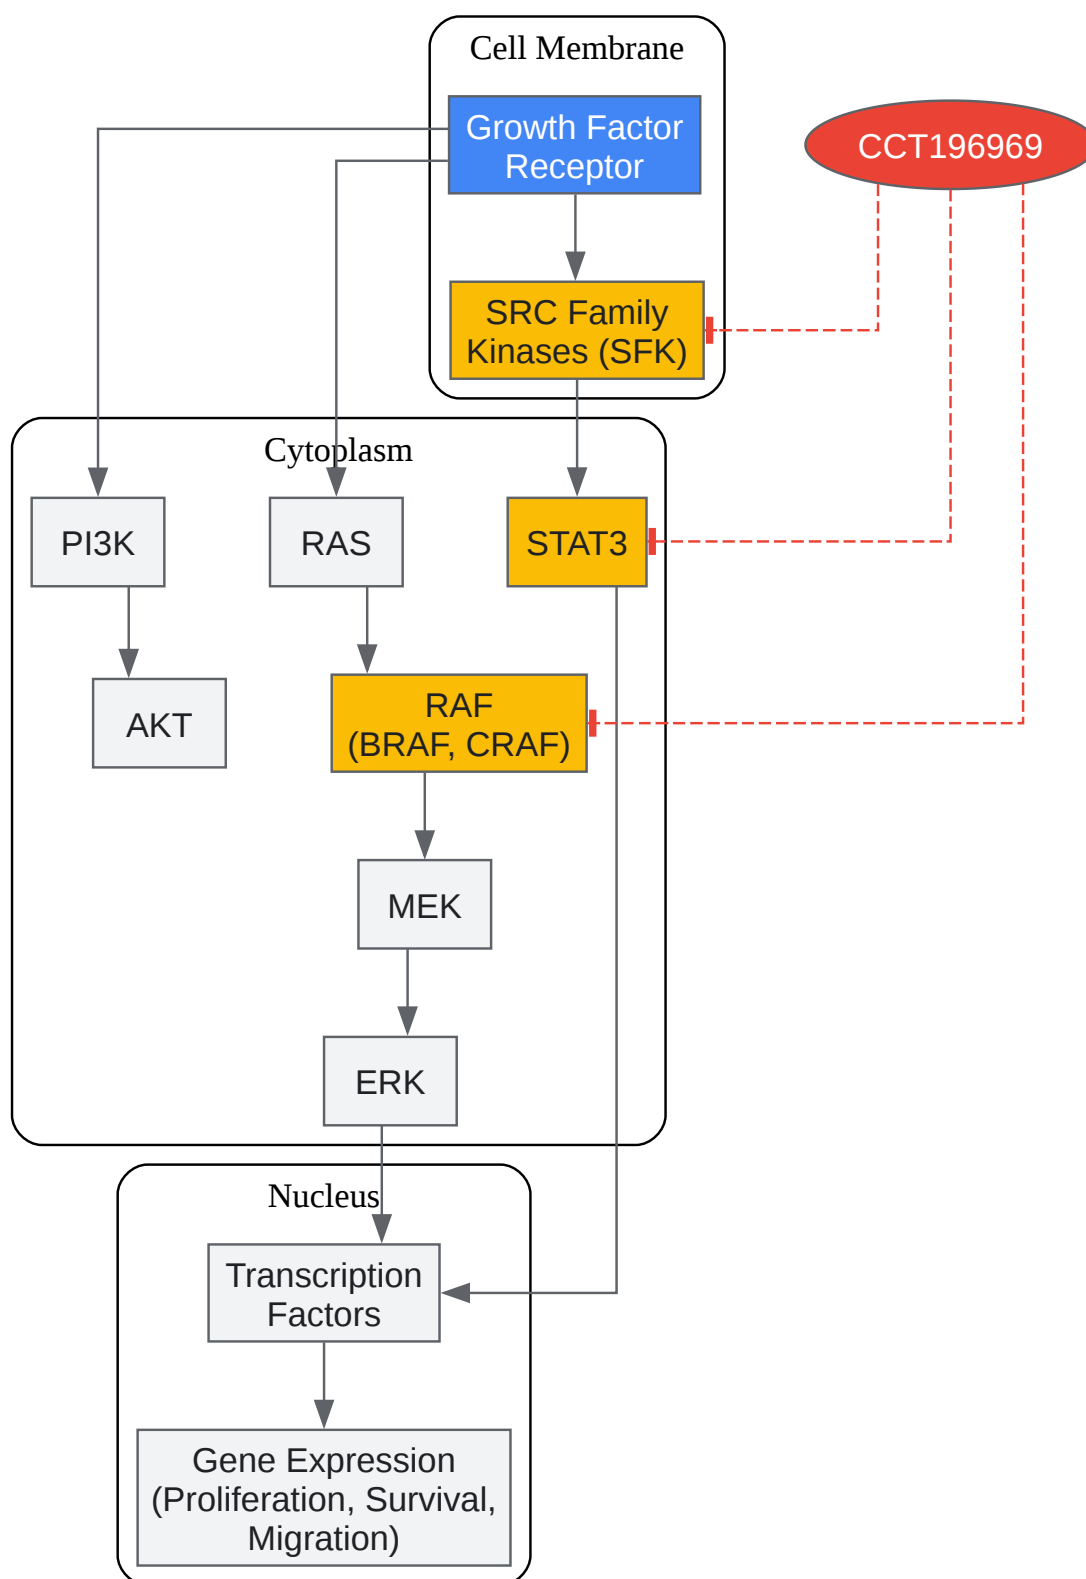 Cell Membrane
Growth Factor
Receptor
CCT196969
SRC Family
Kinases (SFK)
Cytoplasm
PI3K
RAS
STAT3
AKT
RAF
(BRAF, CRAF)
MEK
ERK
Nucleus
Transcription
Factors
Gene Expression
(Proliferation, Survival,
Migration)